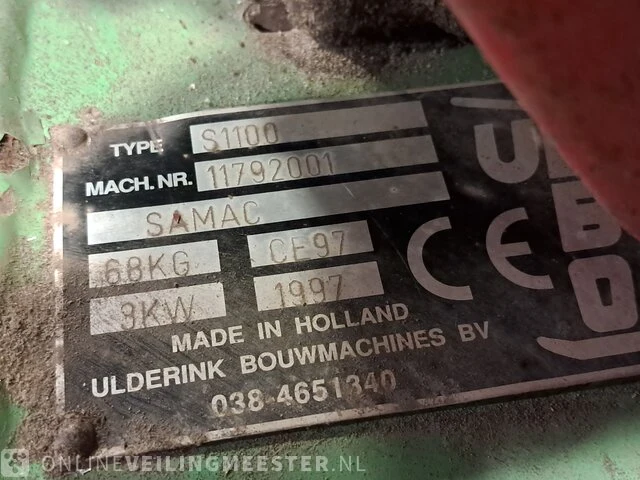 TYPE S1100
MACH.NR. 11792001
SAMAC
68KG CE97
3KW 1997
MADE IN HOLLAND
ULDERINK BOUWMACHINES BV
038-4651340
CE
U
B
ONLINEVEILINGMEESTER.NL